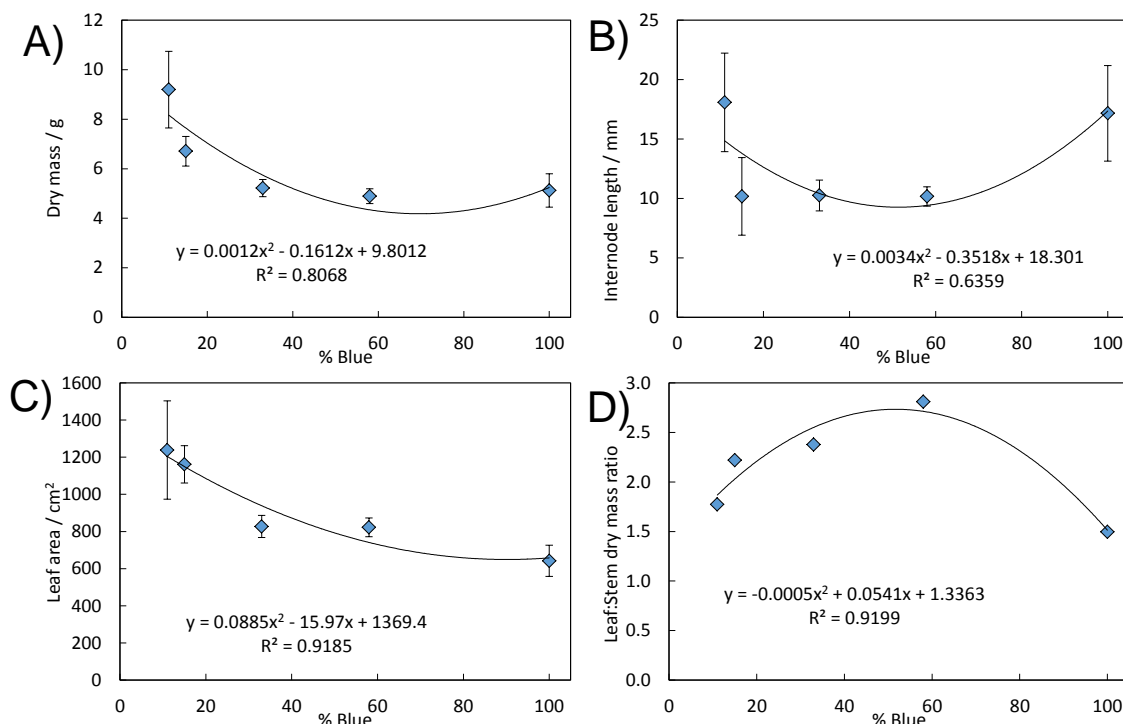 A)
12
10
8
6
4
2
0
Dry mass / g
y = 0.0012x² - 0.1612x + 9.8012
R² = 0.8068
0 20 40 60 80 100
% Blue
B)
25
20
15
10
5
0
Internode length / mm
y = 0.0034x² - 0.3518x + 18.301
R² = 0.6359
0 20 40 60 80 100
% Blue
C)
1600
1400
1200
1000
800
600
400
200
0
Leaf area / cm²
y = 0.0885x² - 15.97x + 1369.4
R² = 0.9185
0 20 40 60 80 100
% Blue
D)
3.0
2.5
2.0
1.5
1.0
0.5
0.0
Leaf:Stem dry mass ratio
y = -0.0005x² + 0.0541x + 1.3363
R² = 0.9199
0 20 40 60 80 100
% Blue